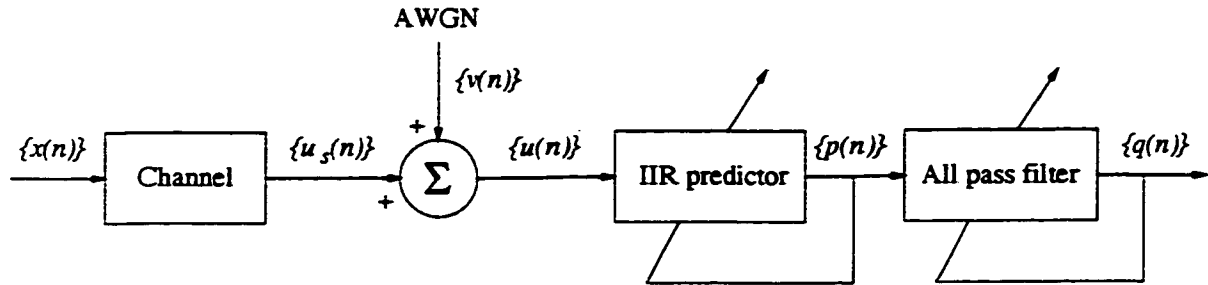 AWGN
{v(n)}
+
{x(n)}
Channel
{u_s(n)}
+
Σ
{u(n)}
IIR predictor
{p(n)}
All pass filter
{q(n)}